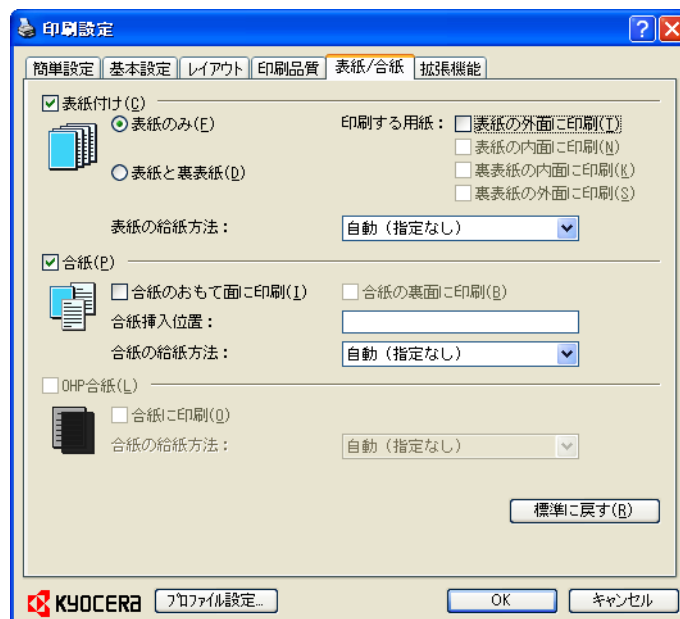 印刷設定
簡単設定 基本設定 レイアウト 印刷品質 表紙/合紙 拡張機能
表紙付け(C)
表紙のみ(F) 印刷する用紙： 表紙の外面に印刷(T)
表紙の内面に印刷(N)
表紙と裏表紙(D) 裏表紙の内面に印刷(K)
裏表紙の外面に印刷(S)
表紙の給紙方法： 自動（指定なし）
合紙(P)
合紙のおもて面に印刷(I) 合紙の裏面に印刷(B)
合紙挿入位置：
合紙の給紙方法： 自動（指定なし）
OHP合紙(L)
合紙に印刷(O)
合紙の給紙方法： 自動（指定なし）
標準に戻す(R)
KYOCERA プロファイル設定... OK キャンセル